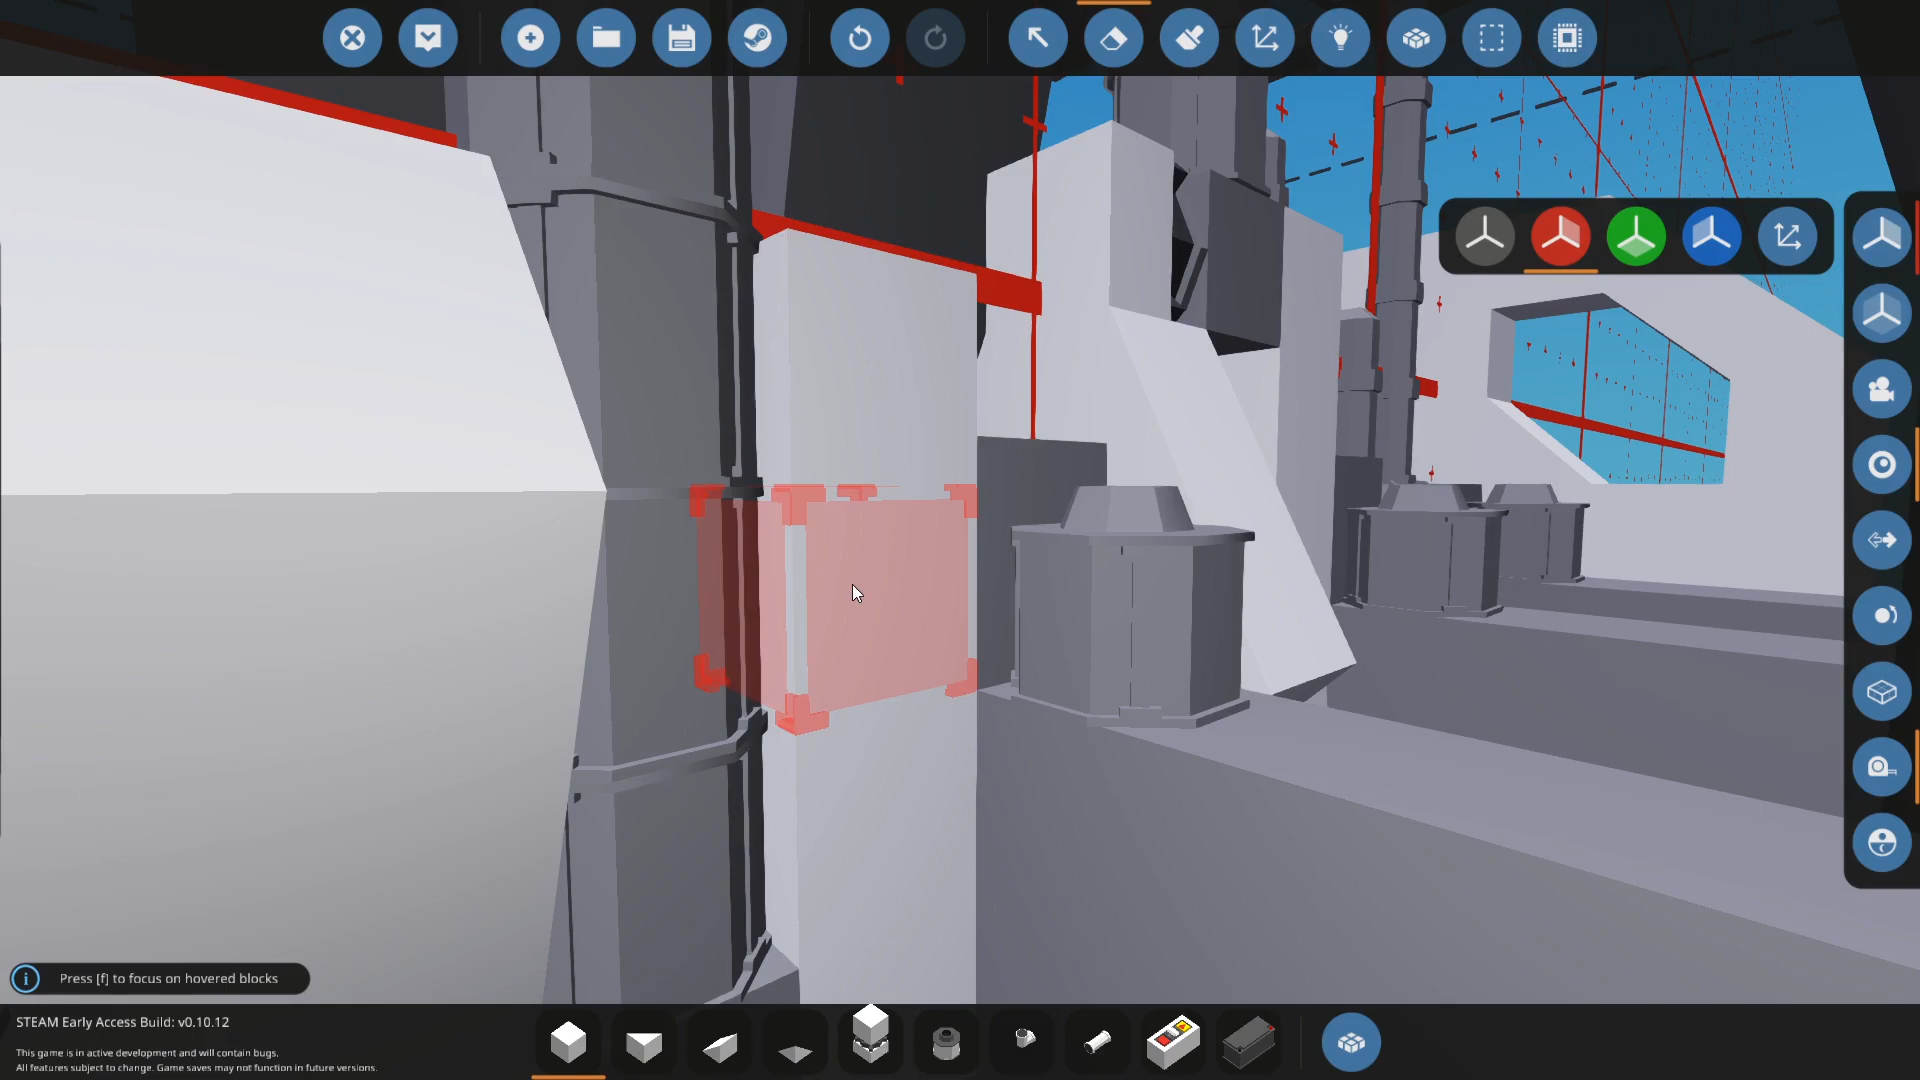 Press [f] to focus on hovered blocks
STEAM Early Access Build: v0.10.12
This game is in active development and will contain bugs.
All features subject to change. Game saves may not function in future versions.